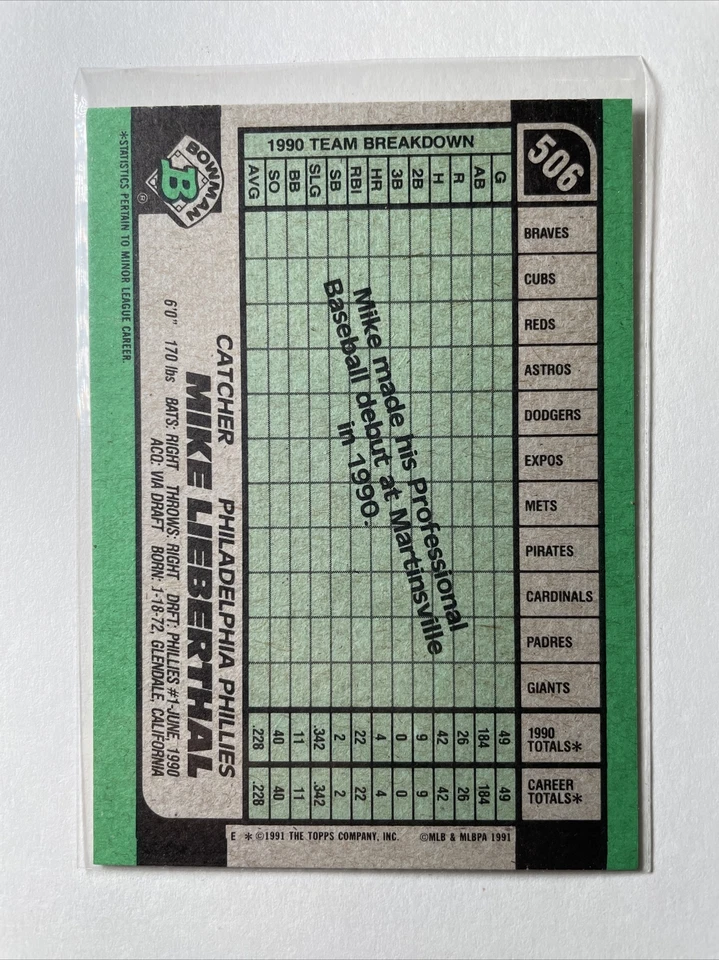 506
BOWMAN
B
®
CATCHER PHILADELPHIA PHILLIES
MIKE LIEBERTHAL
6'0" 170 lbs BATS: RIGHT THROWS: RIGHT DRFT: PHILLIES #1-JUNE, 1990
ACQ: VIA DRAFT BORN: 1-18-72, GLENDALE, CALIFORNIA
*STATISTICS PERTAIN TO MINOR LEAGUE CAREER.
1990 TEAM BREAKDOWN
G AB R H 2B 3B HR RBI SB SLG BB SO AVG
BRAVES
CUBS
REDS
ASTROS
DODGERS
EXPOS
METS
PIRATES
CARDINALS
PADRES
GIANTS
1990 TOTALS* 49 184 26 42 9 0 4 22 2 .342 11 40 .228
CAREER TOTALS* 49 184 26 42 9 0 4 22 2 .342 11 40 .228
Mike made his Professional
Baseball debut at Martinsville
in 1990.
E *©1991 THE TOPPS COMPANY, INC. ©MLB & MLBPA 1991